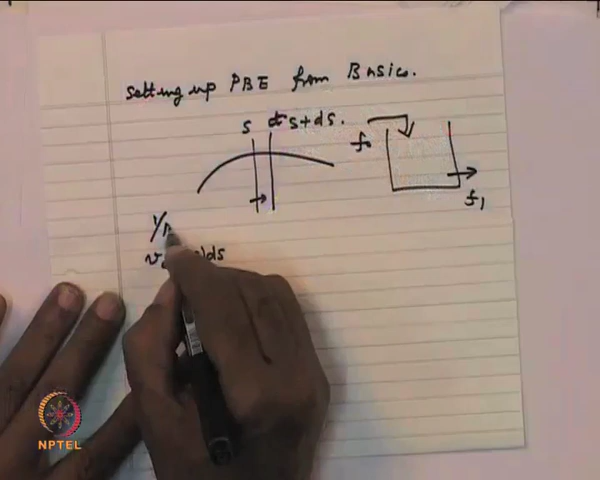 Setting up PBE from Basics.
S S+dS.
f₀
f₁
ds
NPTEL